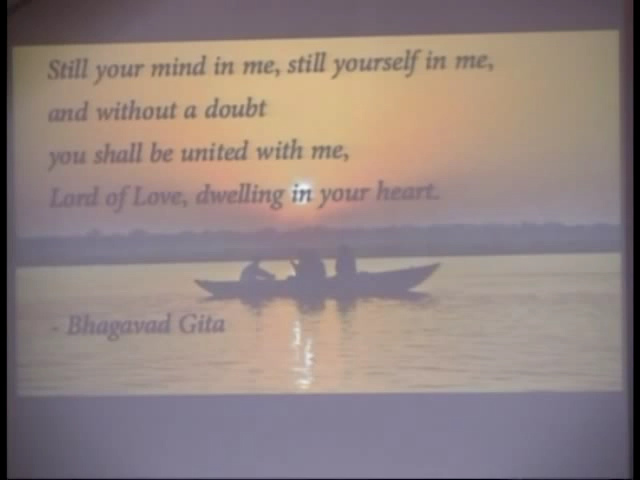 Still your mind in me, still yourself in me,
and without a doubt
you shall be united with me,
Lord of Love, dwelling in your heart.
- Bhagavad Gita